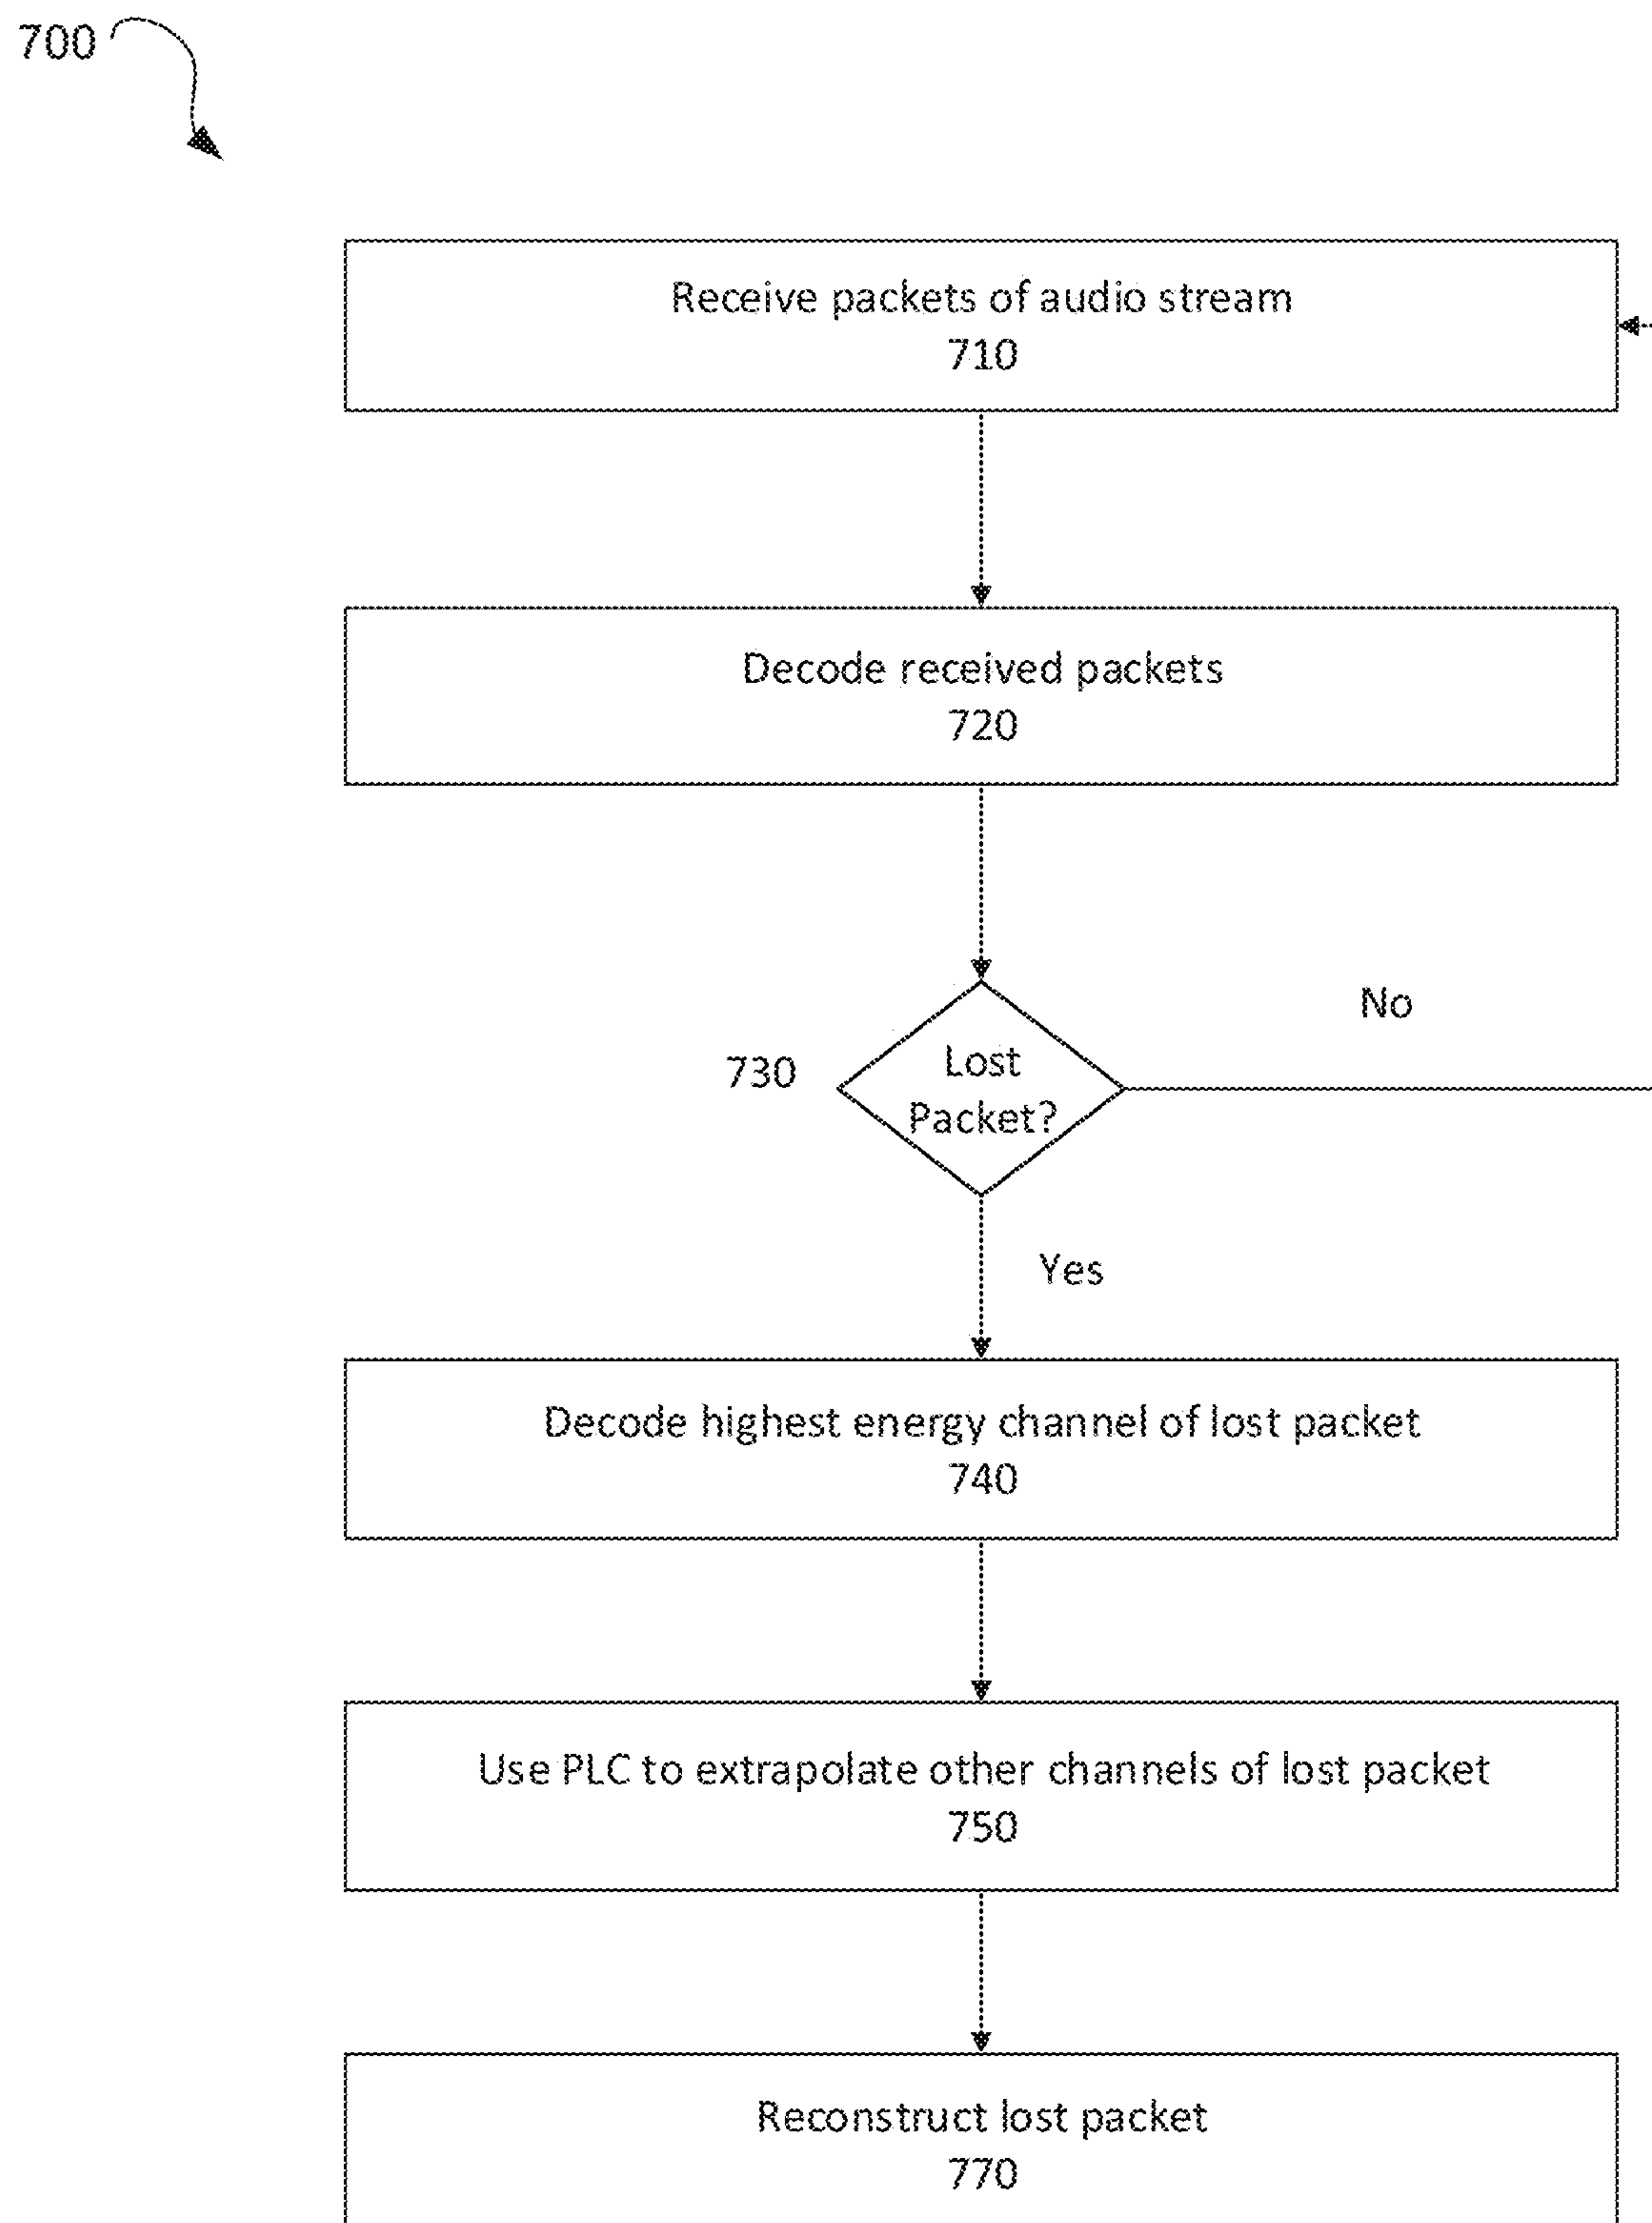 700
Receive packets of audio stream
710
Decode received packets
720
No
730
Lost
Packet?
Yes
Decode highest energy channel of lost packet
740
Use PLC to extrapolate other channels of lost packet
750
Reconstruct lost packet
770